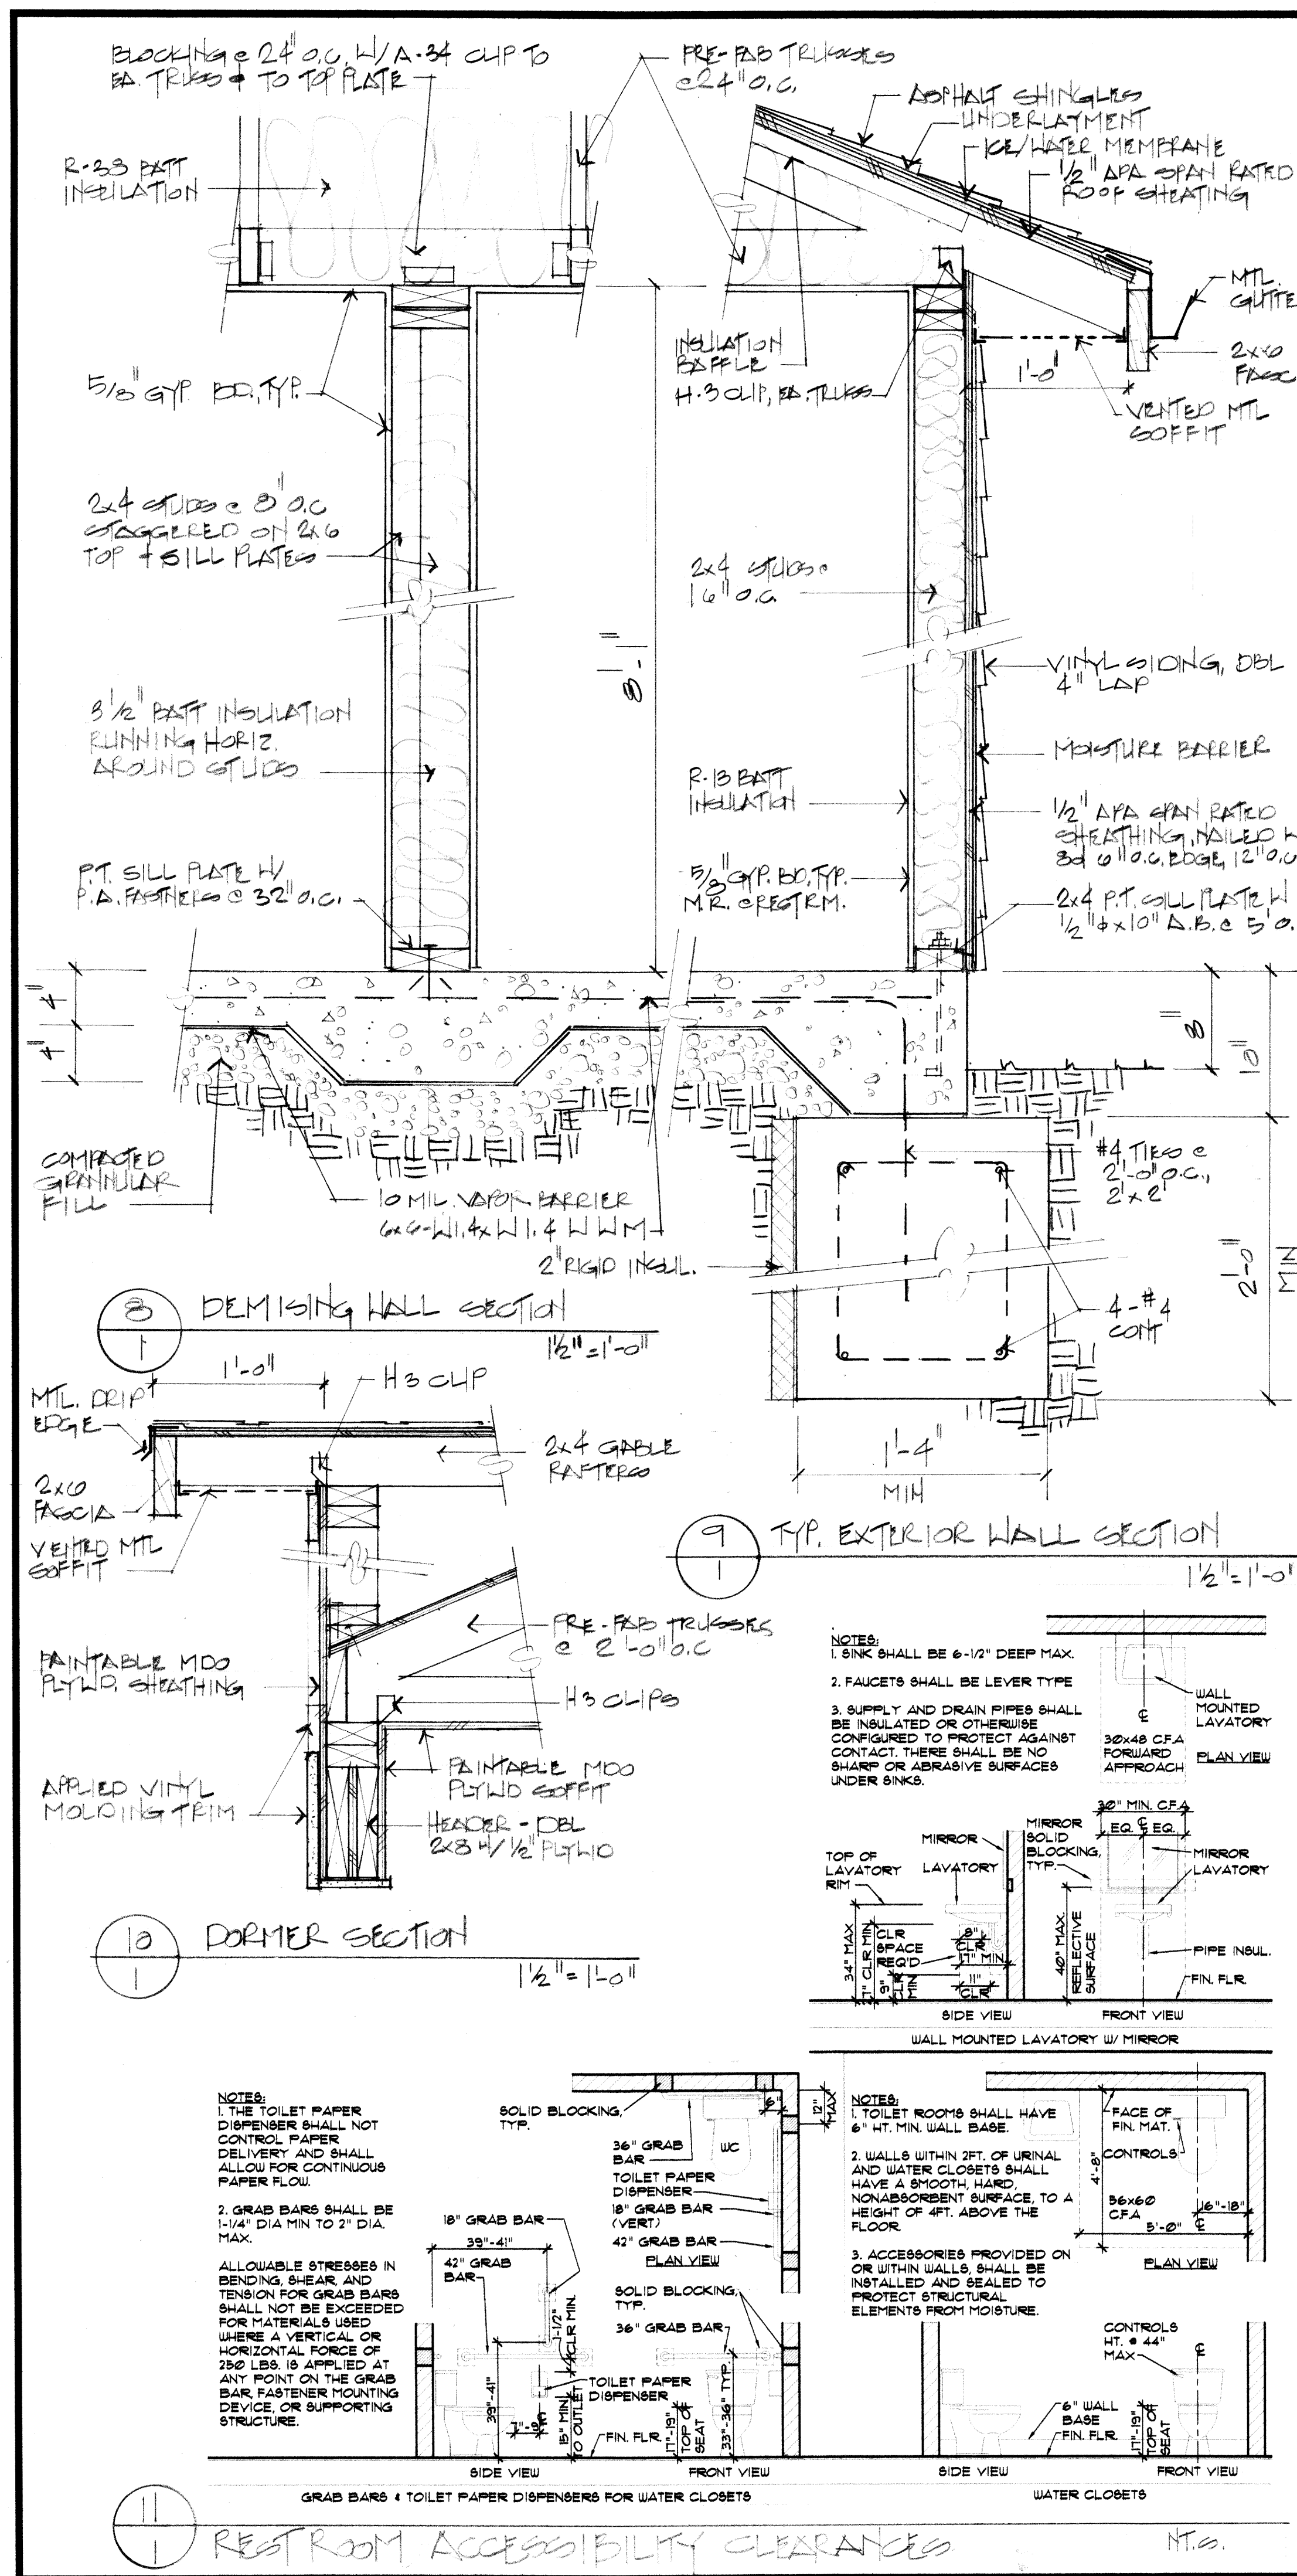 BLOCKING @ 24" O.C. W/ A-34 CLIP TO
EA. TRUSS & TO TOP PLATE
PRE-FAB TRUSSES
@ 24" O.C.
ASPHALT SHINGLES
UNDERLAYMENT
ICE/WATER MEMBRANE
1/2" APA SPAN RATED
ROOF SHEATING
R-38 BATT
INSULATION
MTL.
GUTTE
INSULATION
BAFFLE
H-3 CLIP, EA. TRUSS
1'-0"
2x6
FASC
VENTED MTL
SOFFIT
5/8" GYP. BD., TYP.
2x4 STUDS @ 8" O.C
STAGGERED ON 2x6
TOP & SILL PLATES
2x4 STUDS @
16" O.C.
8'-1"
VINYL SIDING, DBL
4" LAP
3 1/2" BATT INSULATION
RUNNING HORIZ.
AROUND STUDS
MOISTURE BARRIER
R-13 BATT
INSULATION
1/2" APA SPAN RATED
SHEATHING, NAILED W
8d 6" O.C. EDGE, 12" O.C
P.T. SILL PLATE W/
P.A. FASTNERS @ 32" O.C.
5/8" GYP. BD, TYP.
M.R. @ RESTRM.
2x4 P.T. SILL PLATE W
1/2" φ x 10" A.B. @ 5' O.
4"
4"
8"
10"
COMPACTED
GRANNULAR
FILL
10 MIL. VAPOR BARRIER
6x6-W1.4xW1.4 WWM
2" RIGID INSUL.
#4 TIES @
2'-0" O.C.,
2' x 2'
2'-0"
MIN
4-#4
CONT
8
1
DEMISING WALL SECTION
1 1/2" = 1'-0"
1'-4"
MIN
9
1
TYP. EXTERIOR WALL SECTION
1 1/2" = 1'-0"
1'-0"
H3 CLIP
MTL. DRIP
EDGE
2x4 GABLE
RAFTERS
2x6
FASCIA
VENTED MTL
SOFFIT
PRE-FAB TRUSSES
@ 2'-0" O.C
PAINTABLE MDO
PLYWD. SHEATHING
H3 CLIPS
PAINTABLE MDO
PLYWD SOFFIT
APPLIED VINYL
MOLDING TRIM
HEADER - DBL
2x8 W/ 1/2" PLYWD
10
1
DORMER SECTION
1 1/2" = 1'-0"
NOTES:
1. SINK SHALL BE 6-1/2" DEEP MAX.
2. FAUCETS SHALL BE LEVER TYPE
3. SUPPLY AND DRAIN PIPES SHALL
BE INSULATED OR OTHERWISE
CONFIGURED TO PROTECT AGAINST
CONTACT. THERE SHALL BE NO
SHARP OR ABRASIVE SURFACES
UNDER SINKS.
WALL
MOUNTED
LAVATORY
30x48 C.F.A
FORWARD
APPROACH
PLAN VIEW
30" MIN. C.F.A
EQ. EQ.
MIRROR
SOLID
BLOCKING,
TYP.
MIRROR
LAVATORY
MIRROR
LAVATORY
TOP OF
LAVATORY
RIM
34" MAX
CLR MIN
9"
CLR
MIN
CLR
SPACE
REQ'D
8"
CLR
MIN
11"
CLR
40" MAX.
REFLECTIVE
SURFACE
PIPE INSUL.
FIN. FLR
SIDE VIEW
FRONT VIEW
WALL MOUNTED LAVATORY W/ MIRROR
NOTES:
1. THE TOILET PAPER
DISPENSER SHALL NOT
CONTROL PAPER
DELIVERY AND SHALL
ALLOW FOR CONTINUOUS
PAPER FLOW.
2. GRAB BARS SHALL BE
1-1/4" DIA MIN TO 2" DIA.
MAX.
ALLOWABLE STRESSES IN
BENDING, SHEAR, AND
TENSION FOR GRAB BARS
SHALL NOT BE EXCEEDED
FOR MATERIALS USED
WHERE A VERTICAL OR
HORIZONTAL FORCE OF
250 LBS. IS APPLIED AT
ANY POINT ON THE GRAB
BAR, FASTENER MOUNTING
DEVICE, OR SUPPORTING
STRUCTURE.
SOLID BLOCKING,
TYP.
6"
12"
MAX
36" GRAB
BAR
WC
TOILET PAPER
DISPENSER
18" GRAB BAR
(VERT)
42" GRAB BAR
PLAN VIEW
18" GRAB BAR
39"-41"
42" GRAB
BAR
SOLID BLOCKING,
TYP.
36" GRAB BAR
1-1/2"
CLR MIN.
39"-41"
7"-9"
15" MIN
TO OUTLET
TOILET PAPER
DISPENSER
FIN. FLR
17"-19"
TOP OF
SEAT
33"-36" TYP.
SIDE VIEW
FRONT VIEW
GRAB BARS & TOILET PAPER DISPENSERS FOR WATER CLOSETS
NOTES:
1. TOILET ROOMS SHALL HAVE
6" HT. MIN. WALL BASE.
2. WALLS WITHIN 2FT. OF URINAL
AND WATER CLOSETS SHALL
HAVE A SMOOTH, HARD,
NONABSORBENT SURFACE, TO A
HEIGHT OF 4FT. ABOVE THE
FLOOR.
3. ACCESSORIES PROVIDED ON
OR WITHIN WALLS, SHALL BE
INSTALLED AND SEALED TO
PROTECT STRUCTURAL
ELEMENTS FROM MOISTURE.
FACE OF
FIN. MAT.
CONTROLS
4'-8"
56x60
C.F.A
16"-18"
5'-0"
PLAN VIEW
CONTROLS
HT. @ 44"
MAX
6" WALL
BASE
FIN. FLR
17"-19"
TOP OF
SEAT
SIDE VIEW
FRONT VIEW
WATER CLOSETS
11
1
RESTROOM ACCESSIBILITY CLEARANCES
NT.S.